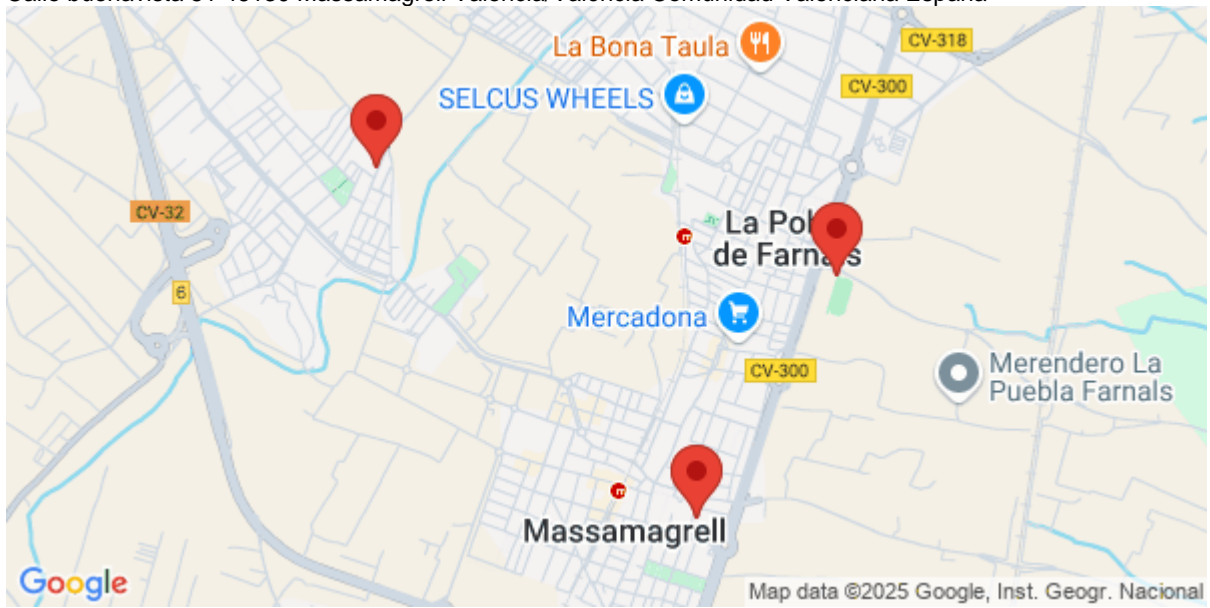 La Bona Taula
CV-318
SELCUS WHEELS
CV-300
CV-32
La Pob
de Farnals
6
Mercadona
CV-300
Merendero La
Puebla Farnals
Massamagrell
Google
Map data ©2025 Google, Inst. Geogr. Nacional